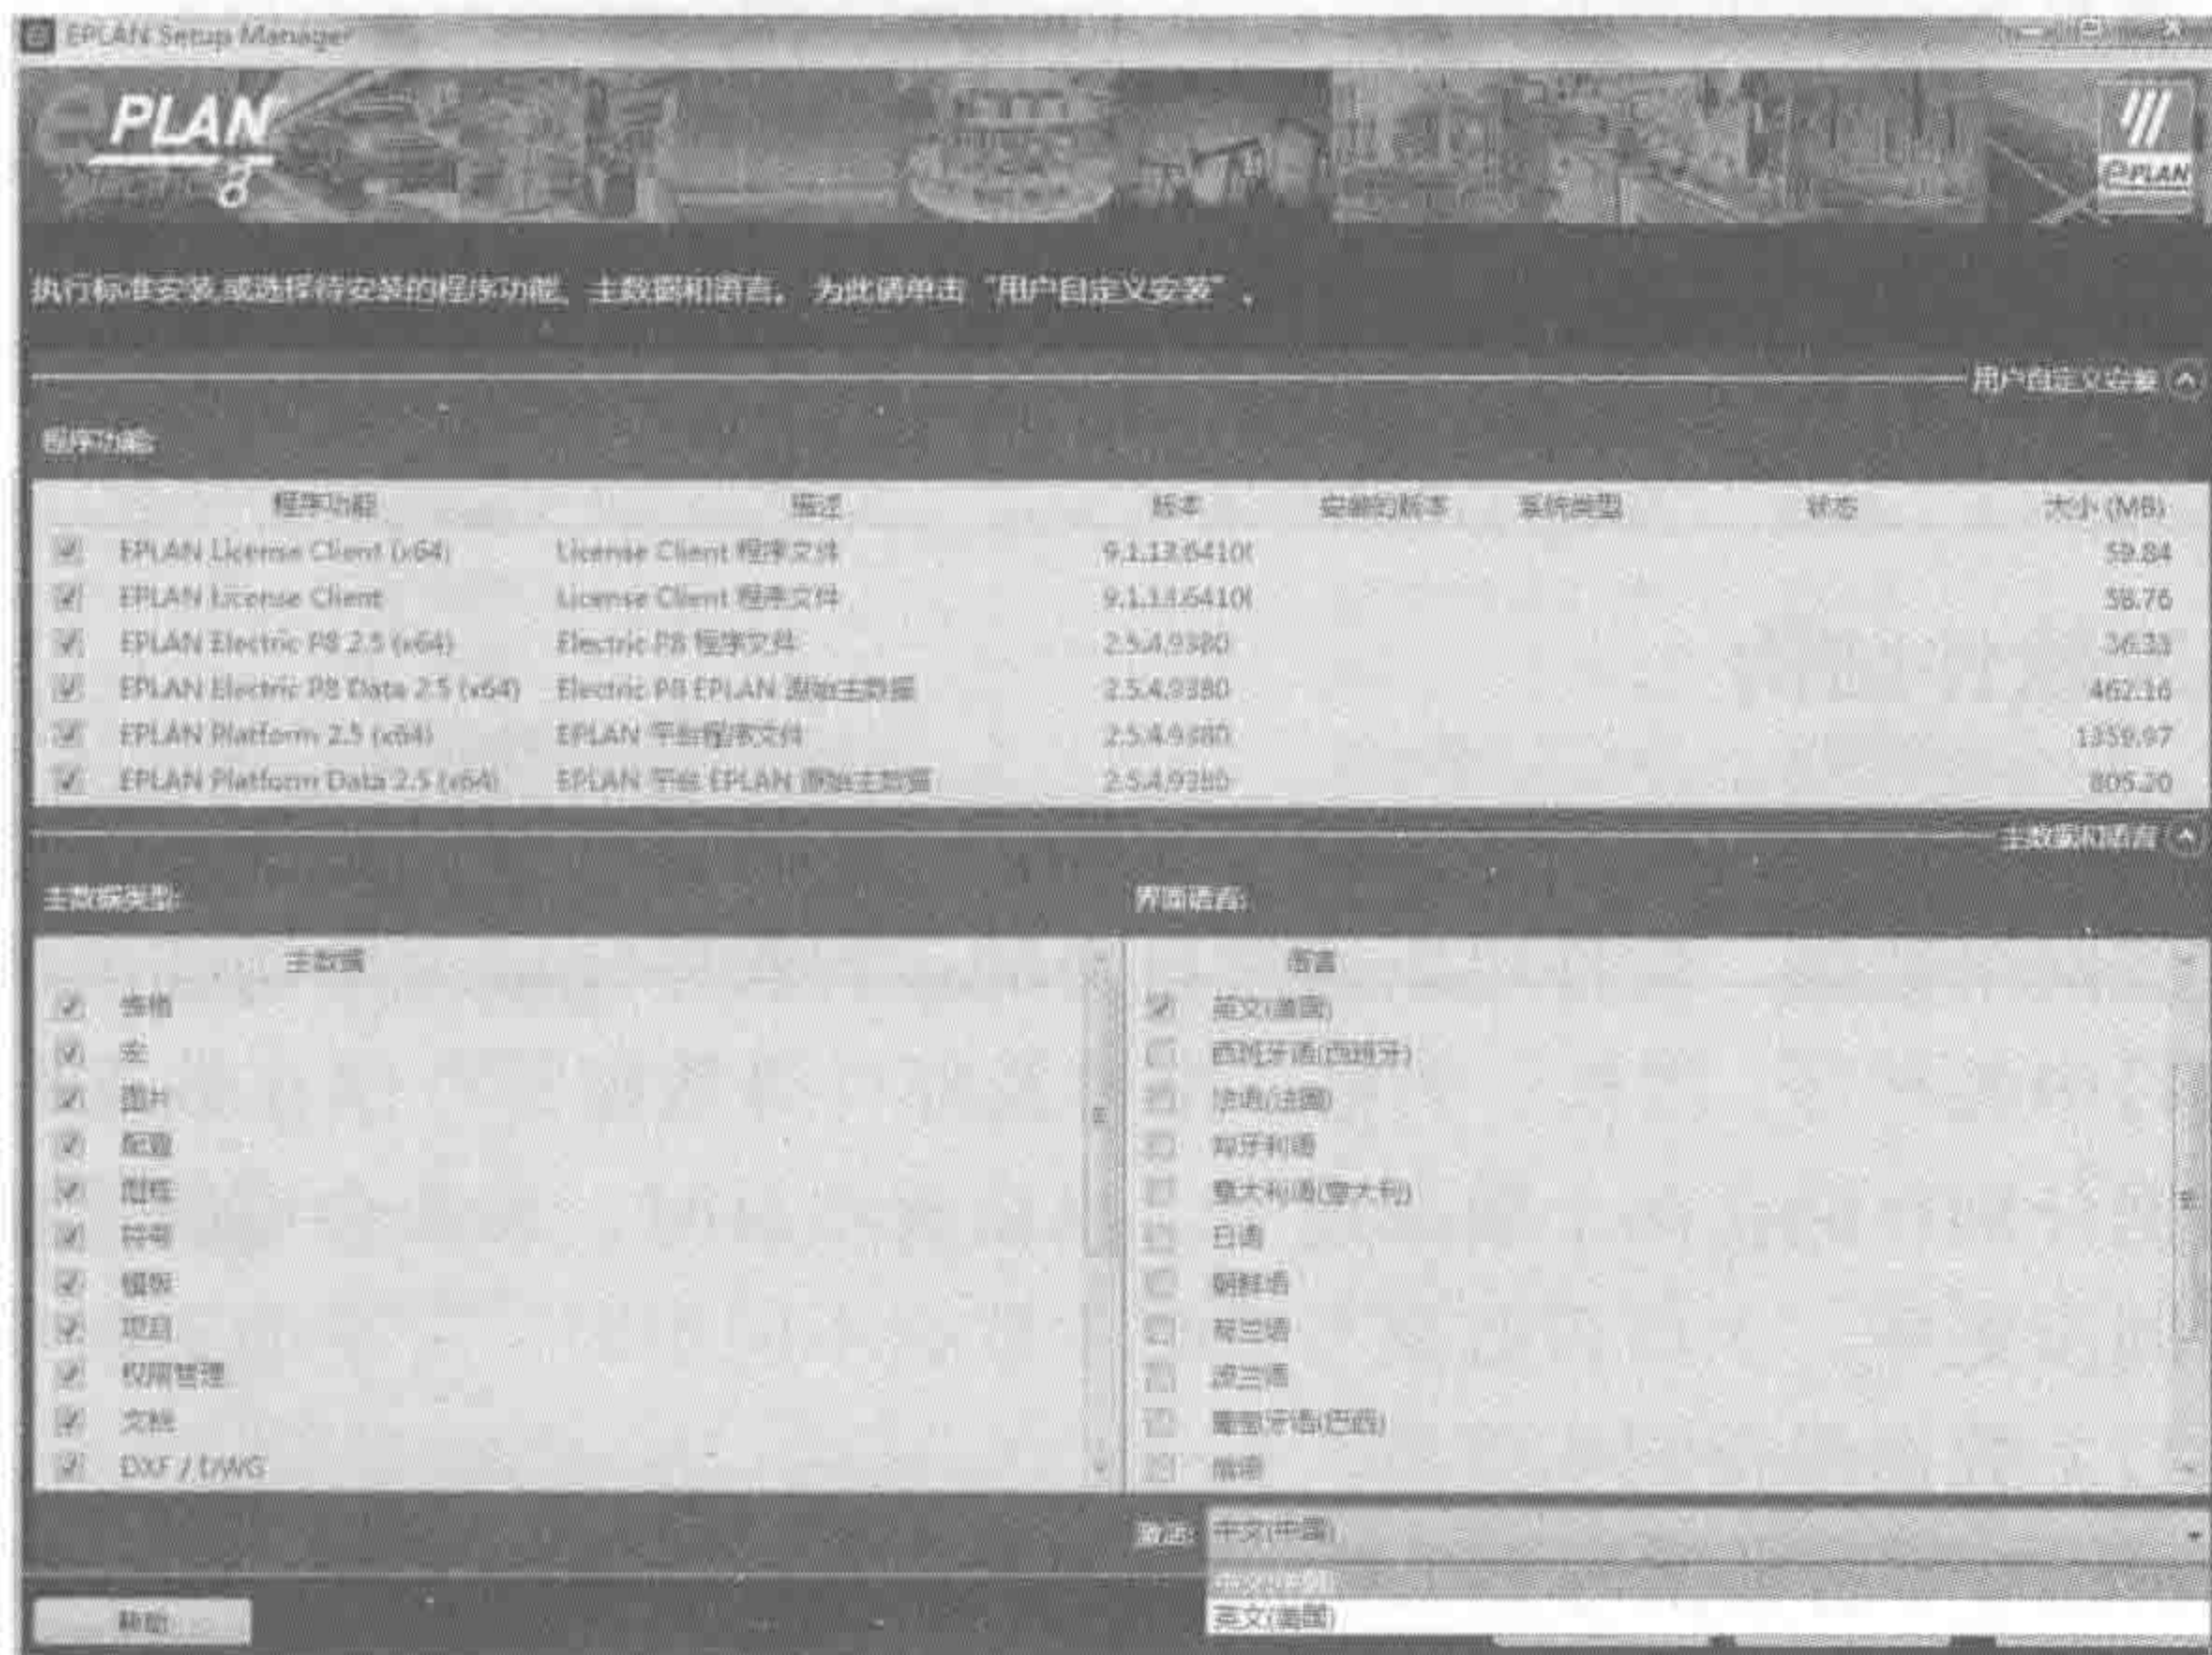 EPLAN Setup Manager
ePLAN
ePLAN
执行标准安装,或选择待安装的程序功能、主数据和语言。 为此请单击“用户自定义安装”。
用户自定义安装
程序功能:
程序功能 描述 版本 安装的版本 系统类型 状态 大小 (MB)
EPLAN License Client (x64) License Client 程序文件 59.84
EPLAN License Client License Client 程序文件 58.76
EPLAN Electric P8 2.5 (x64) Electric P8 程序文件 2.5.4.9380 36.33
EPLAN Electric P8 Data 2.5 (x64) Electric P8 EPLAN 原始主数据 2.5.4.9380 462.16
EPLAN Platform 2.5 (x64) EPLAN 平台程序文件 2.5.4.9380 1359.97
EPLAN Platform Data 2.5 (x64) EPLAN 平台 EPLAN 原始主数据 2.5.4.9380 805.20
主数据和语言
主数据类型:
界面语言:
主数据
语言
表格
英文(美国)
宏
西班牙语(西班牙)
图片
法语(法国)
配置
匈牙利语
图框
意大利语(意大利)
符号
日语
模板
朝鲜语
项目
荷兰语
权限管理
波兰语
文档
葡萄牙语(巴西)
DXF / DWG
俄语
激活: 中文(中国)
中文(中国)
英文(美国)
帮助